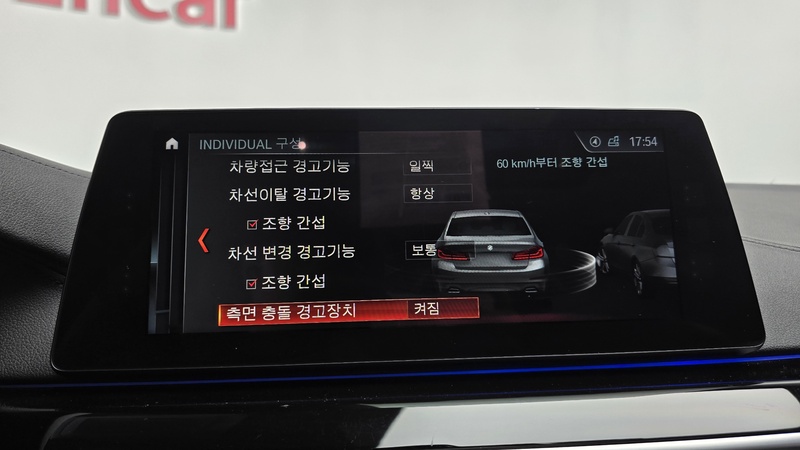 encar
INDIVIDUAL 구성
17:54
차량접근 경고기능 일찍
60 km/h부터 조향 간섭
차선이탈 경고기능 항상
조향 간섭
차선 변경 경고기능 보통
조향 간섭
측면 충돌 경고장치 켜짐